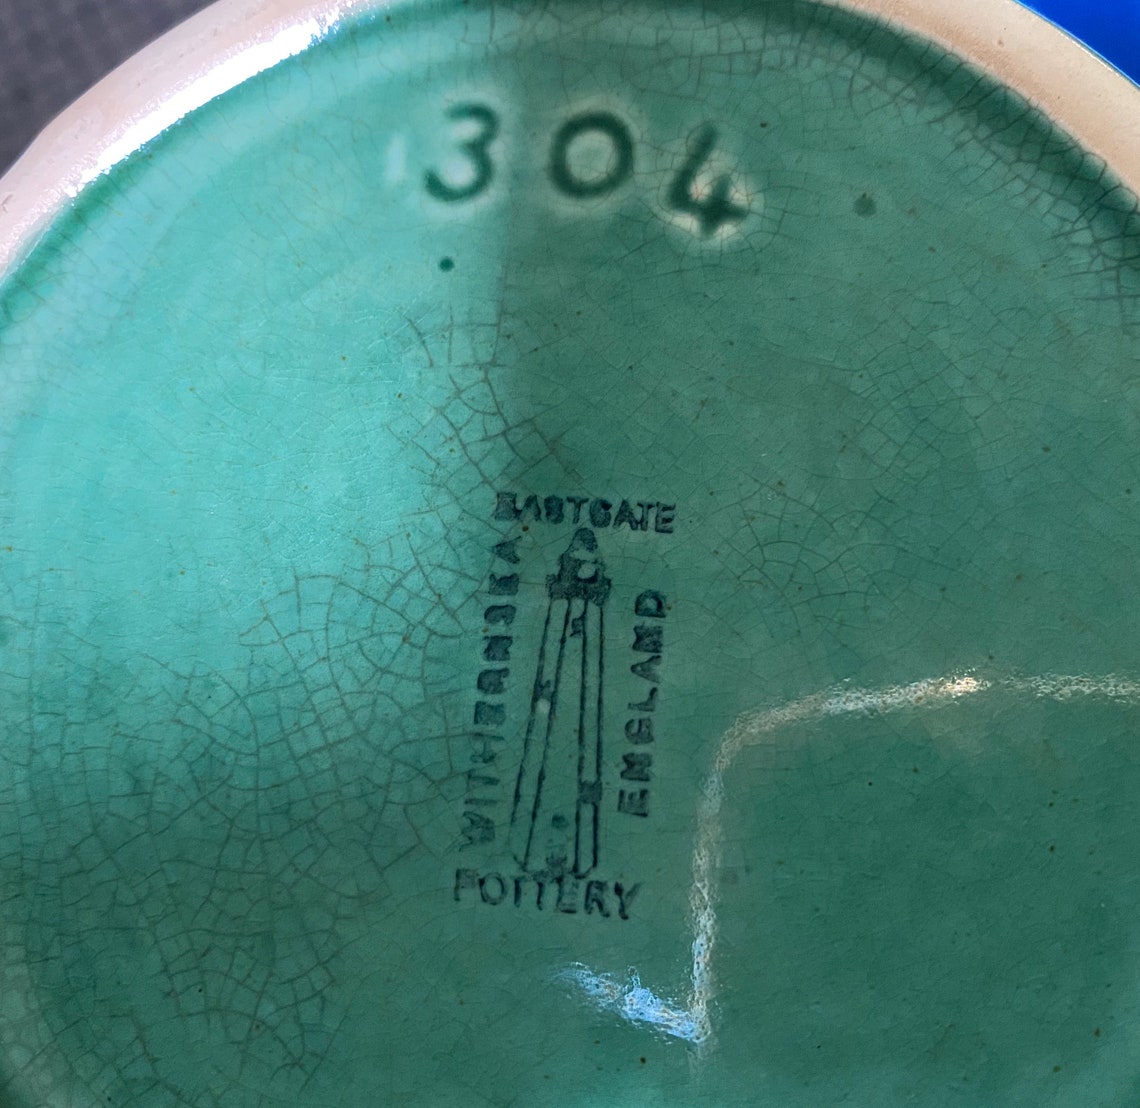 304
EASTGATE
WITHERNSEA
ENGLAND
POTTERY